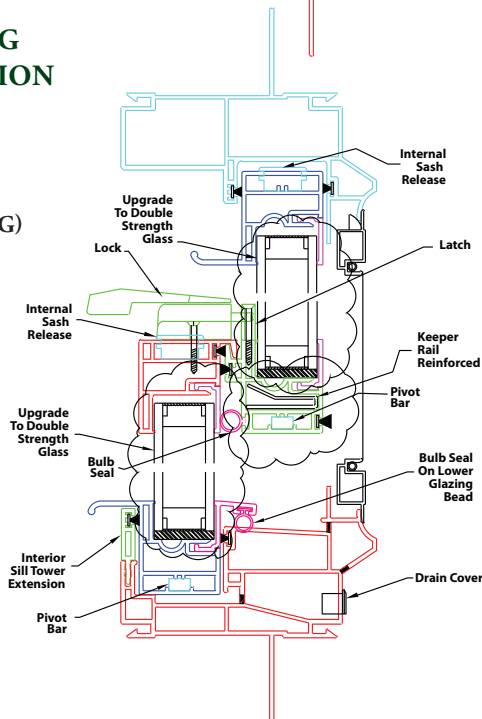 G
ION
G)
Internal
Sash
Release
Upgrade
To Double
Strength
Glass
Lock
Latch
Internal
Sash
Release
Keeper
Rail
Reinforced
Pivot
Bar
Upgrade
To Double
Strength
Glass
Bulb
Seal
Bulb Seal
On Lower
Glazing
Bead
Interior
Sill Tower
Extension
Drain Cover
Pivot
Bar